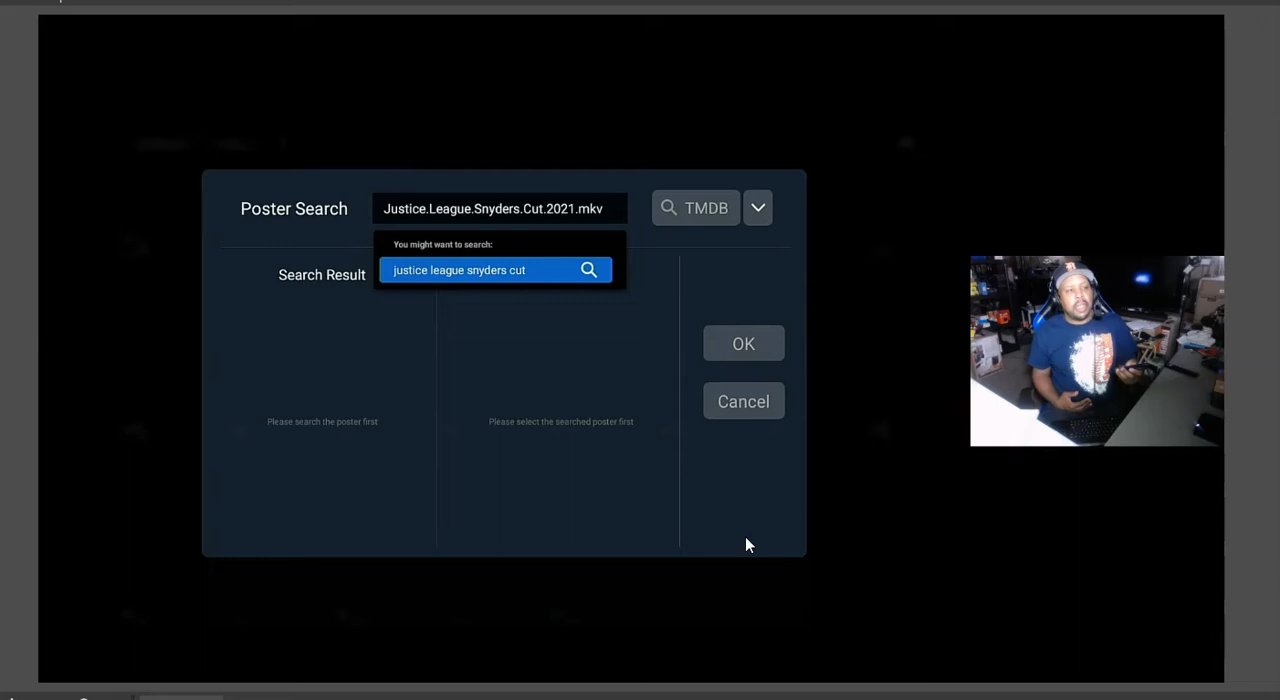 Poster Search
Justice.League.Snyders.Cut.2021.mkv
TMDB
You might want to search:
justice league snyders cut
Search Result
OK
Cancel
Please search the poster first
Please select the searched poster first